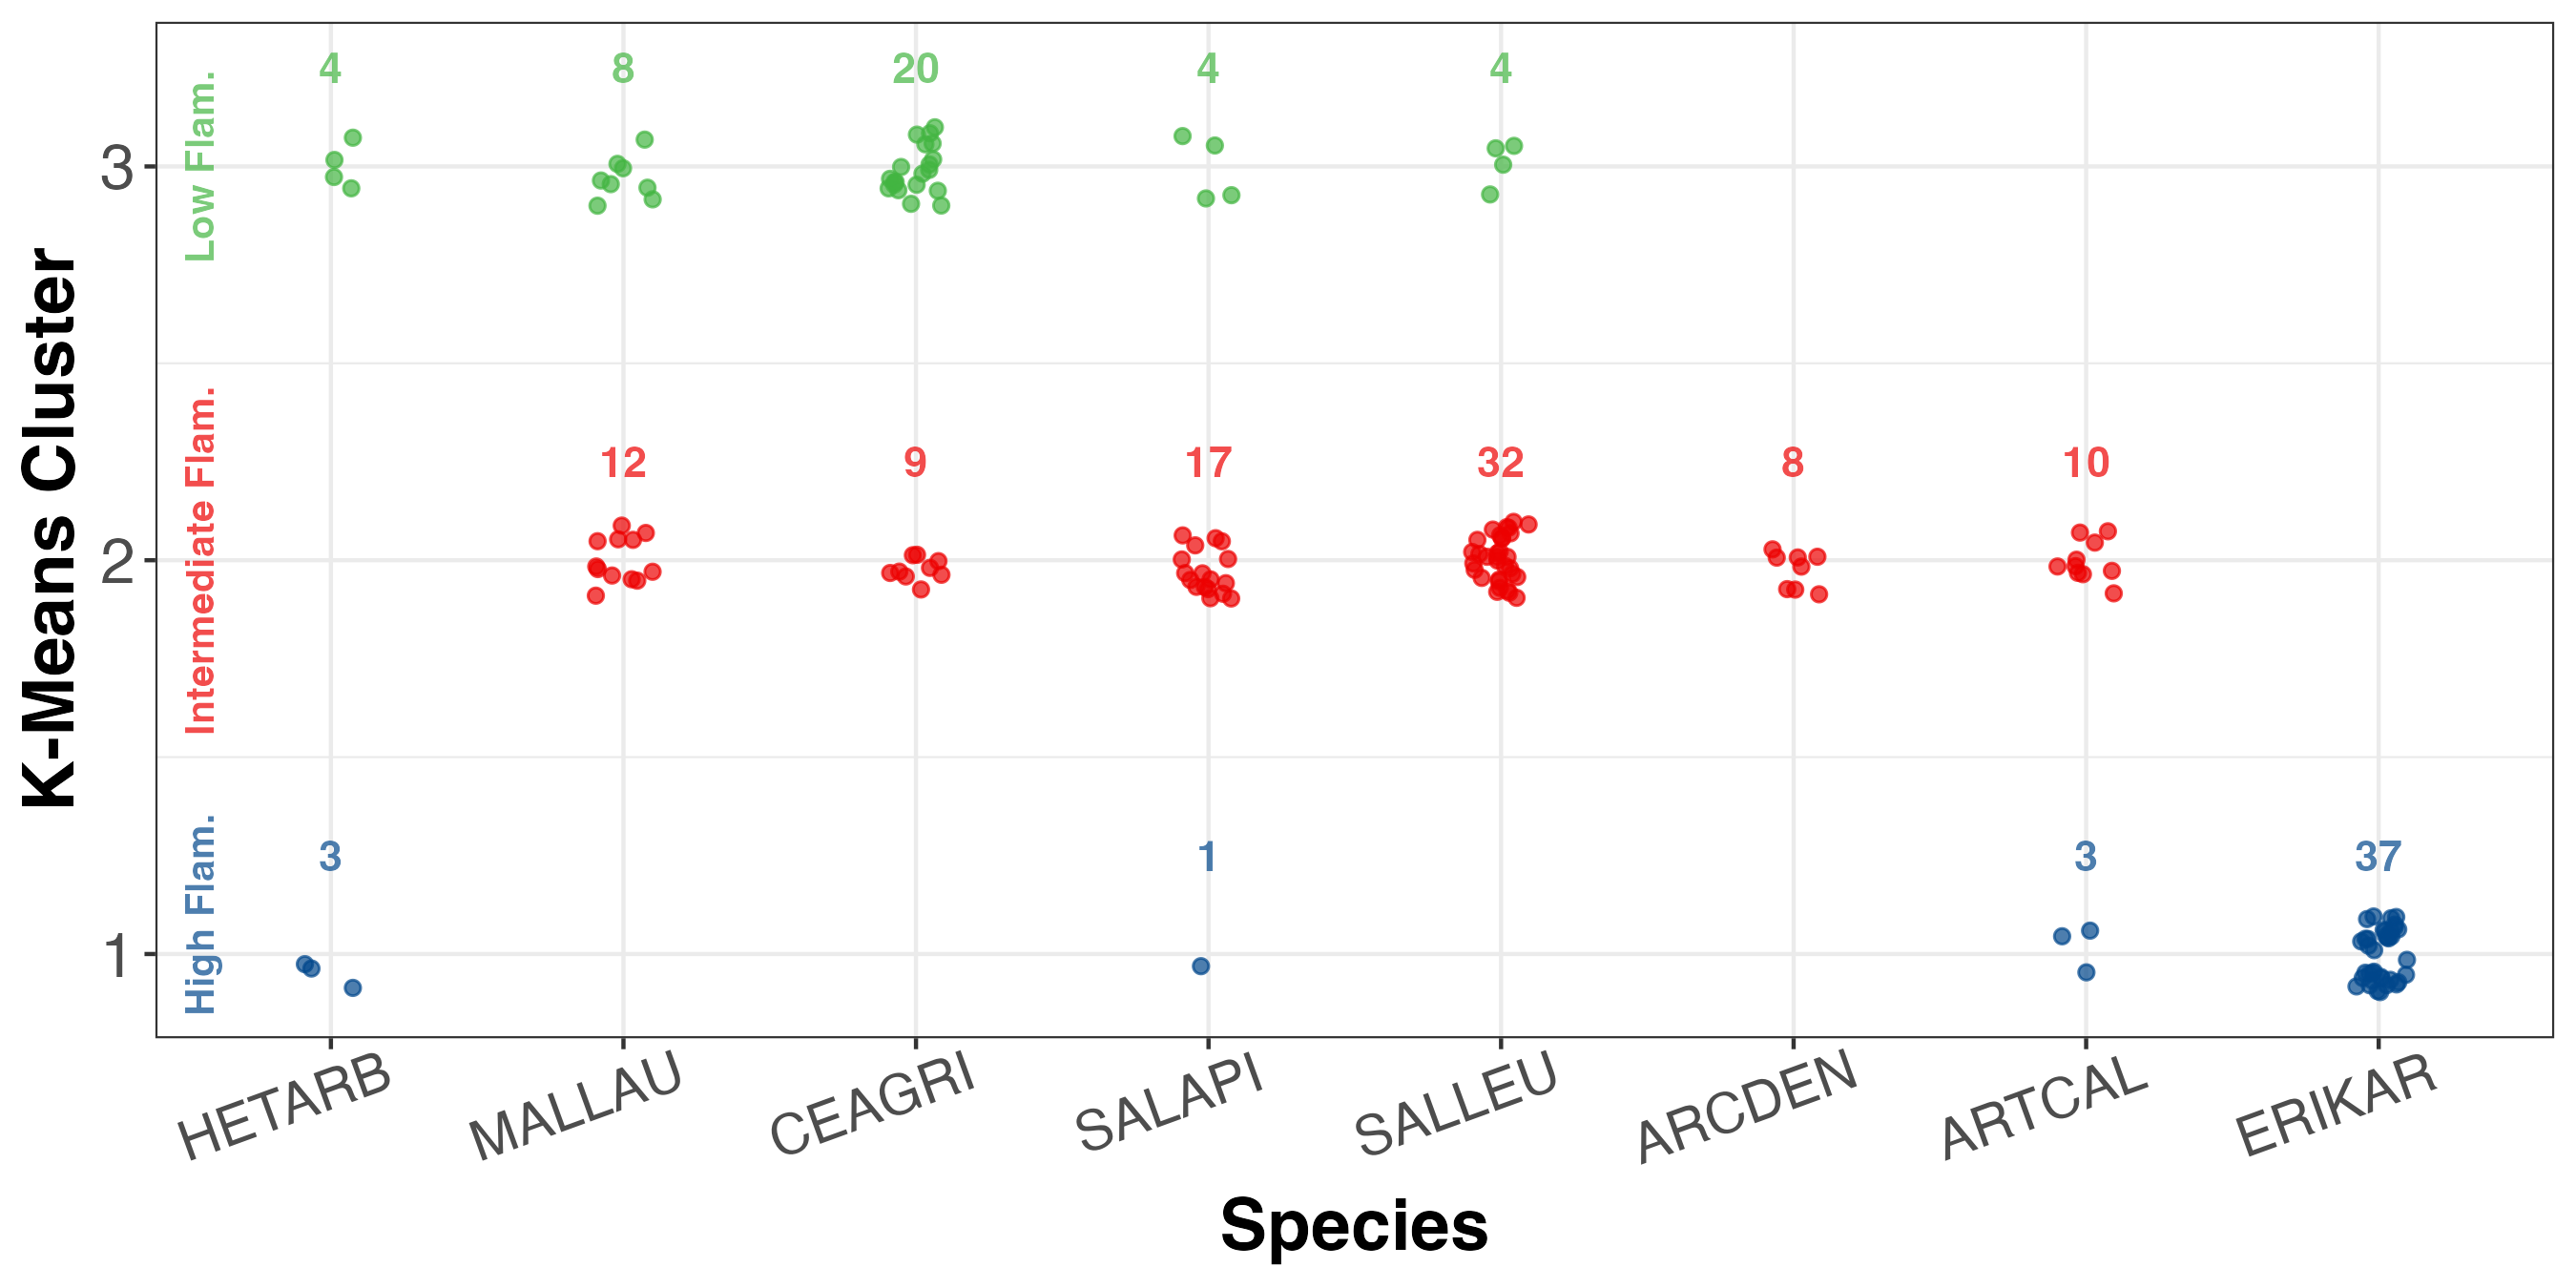 K-Means Cluster
3
2
1
Low Flam.
Intermediate Flam.
High Flam.
4 8 20 4 4
12 9 17 32 8 10
3 1 3 37
HETARB MALLAU CEAGRI SALAPI SALLEU ARCDEN ARTCAL ERIKAR
Species